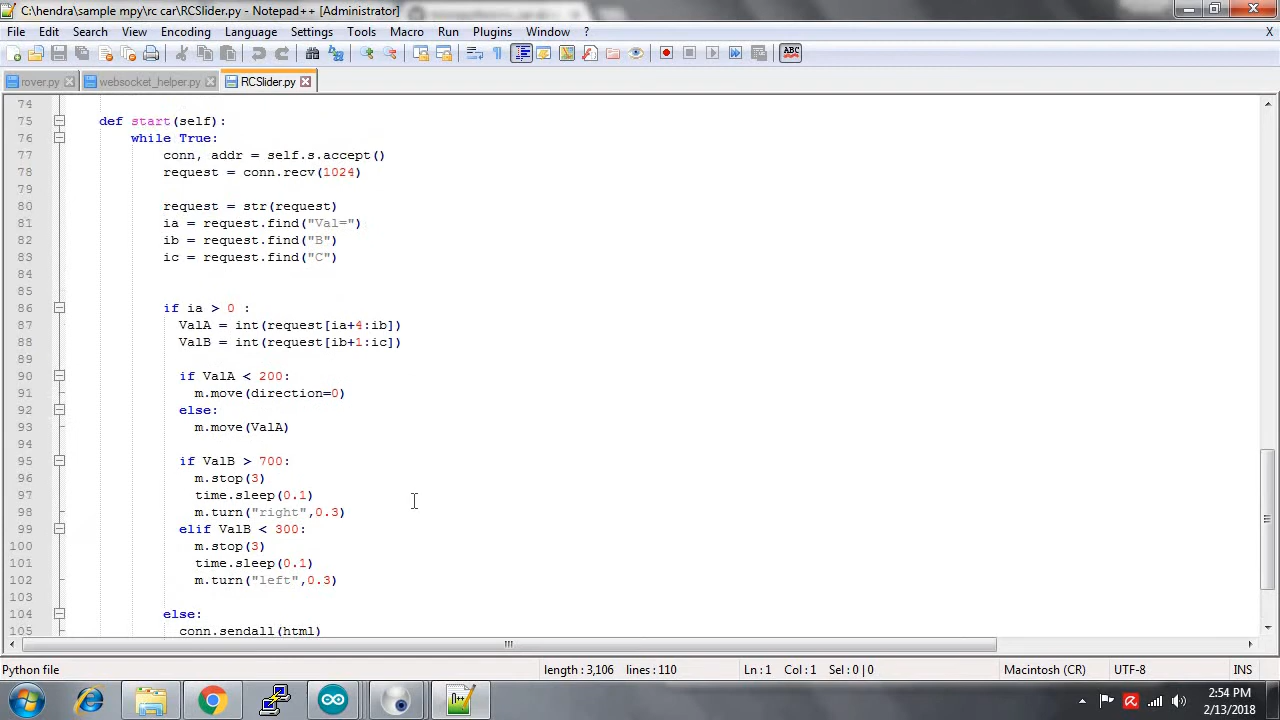 C:\hendra\sample mpy\rc car\RCSlider.py - Notepad++ [Administrator]
File Edit Search View Encoding Language Settings Tools Macro Run Plugins Window ? X
ABC
rover.py websocket_helper.py RCSlider.py
74
75 def start(self):
76 while True:
77 conn, addr = self.s.accept()
78 request = conn.recv(1024)
79
80 request = str(request)
81 ia = request.find("Val=")
82 ib = request.find("B")
83 ic = request.find("C")
84
85
86 if ia > 0 :
87 ValA = int(request[ia+4:ib])
88 ValB = int(request[ib+1:ic])
89
90 if ValA < 200:
91 m.move(direction=0)
92 else:
93 m.move(ValA)
94
95 if ValB > 700:
96 m.stop(3)
97 time.sleep(0.1)
98 m.turn("right",0.3)
99 elif ValB < 300:
100 m.stop(3)
101 time.sleep(0.1)
102 m.turn("left",0.3)
103
104 else:
105 conn.sendall(html)
Python file length : 3,106 lines : 110 Ln : 1 Col : 1 Sel : 0 | 0 Macintosh (CR) UTF-8 INS
2:54 PM
2/13/2018